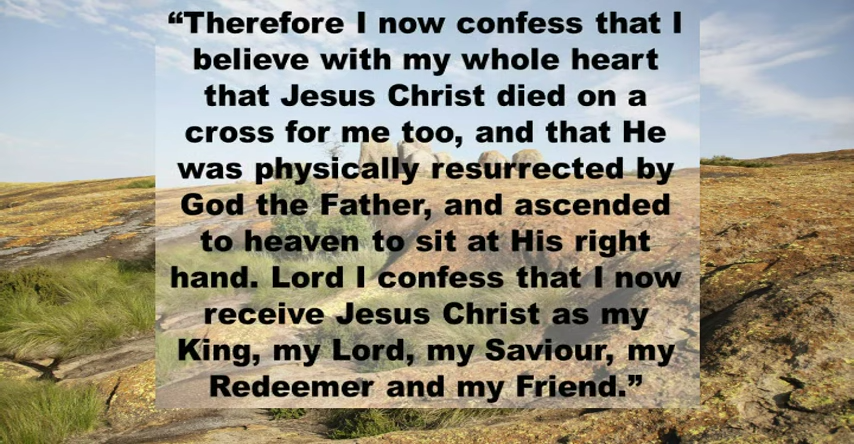 “Therefore I now confess that I
believe with my whole heart
that Jesus Christ died on a
cross for me too, and that He
was physically resurrected by
God the Father, and ascended
to heaven to sit at His right
hand. Lord I confess that I now
receive Jesus Christ as my
King, my Lord, my Saviour, my
Redeemer and my Friend.”